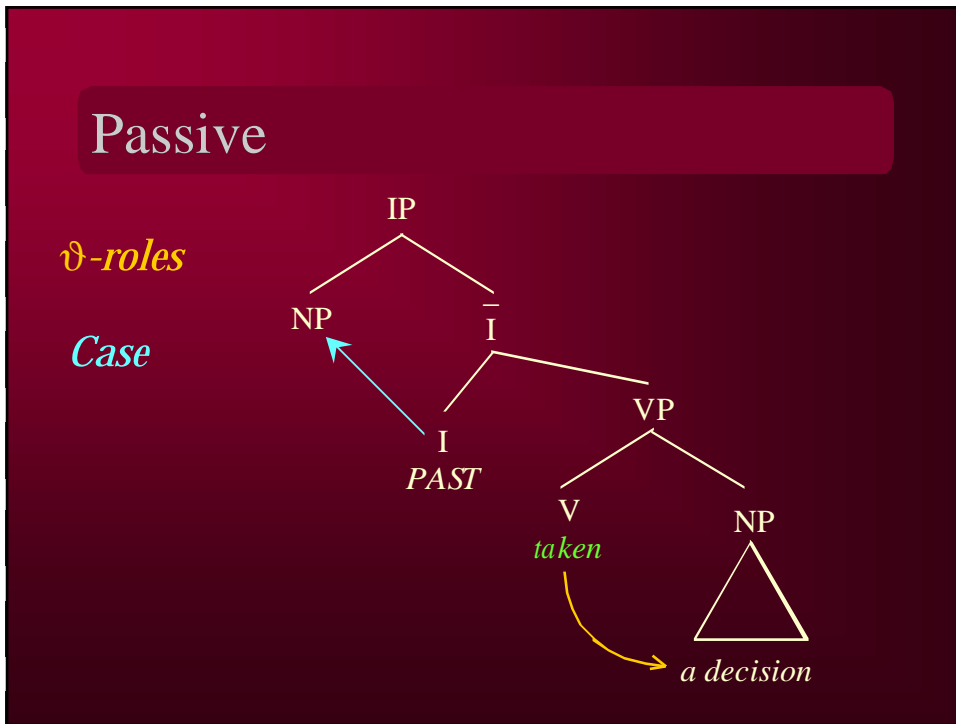 Passive
IP
ϑ-roles
NP
Ī
Case
VP
I
PAST
V
NP
taken
a decision